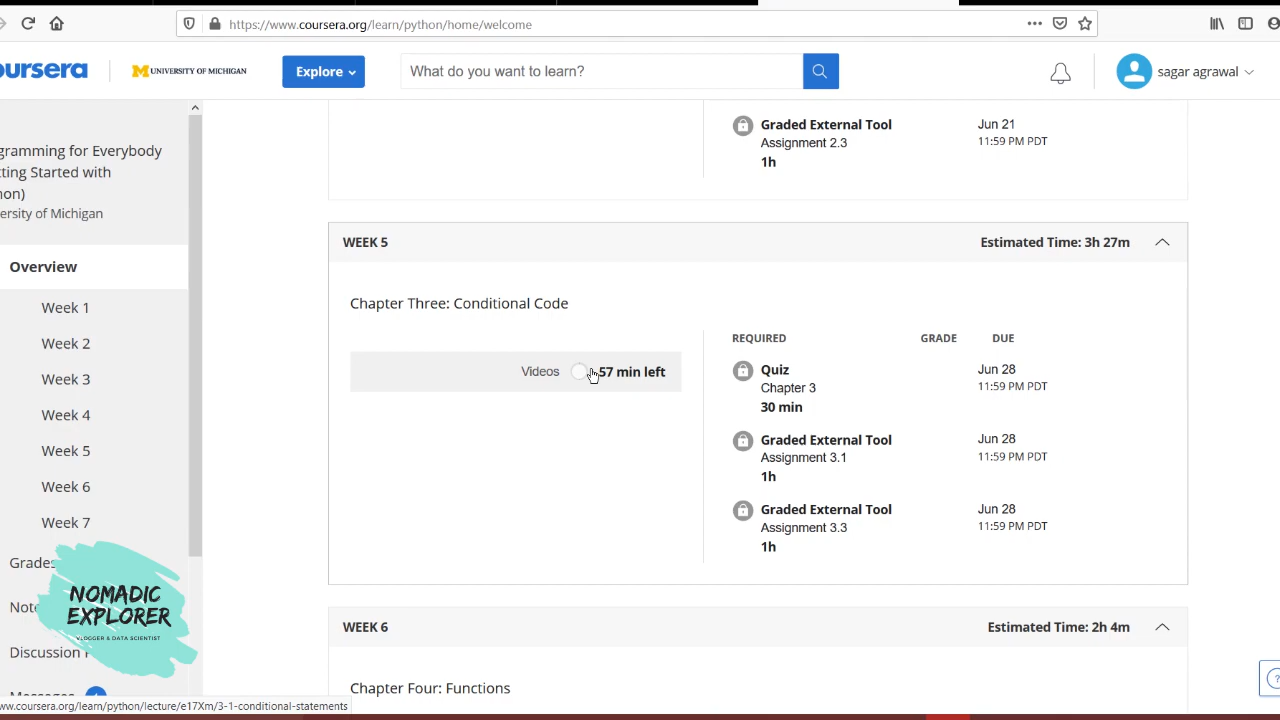 https://www.coursera.org/learn/python/home/welcome
oursera
UNIVERSITY OF MICHIGAN
Explore
What do you want to learn?
sagar agrawal
gramming for Everybody
tting Started with
hon)
ersity of Michigan
Overview
Week 1
Week 2
Week 3
Week 4
Week 5
Week 6
Week 7
Grades
Note
Discussion
Messages
Graded External Tool
Jun 21
Assignment 2.3
11:59 PM PDT
1h
WEEK 5
Estimated Time: 3h 27m
Chapter Three: Conditional Code
Videos
57 min left
REQUIRED
GRADE
DUE
Quiz
Jun 28
Chapter 3
11:59 PM PDT
30 min
Graded External Tool
Jun 28
Assignment 3.1
11:59 PM PDT
1h
Graded External Tool
Jun 28
Assignment 3.3
11:59 PM PDT
1h
WEEK 6
Estimated Time: 2h 4m
Chapter Four: Functions
NOMADIC
EXPLORER
VLOGGER & DATA SCIENTIST
ww.coursera.org/learn/python/lecture/e17Xm/3-1-conditional-statements